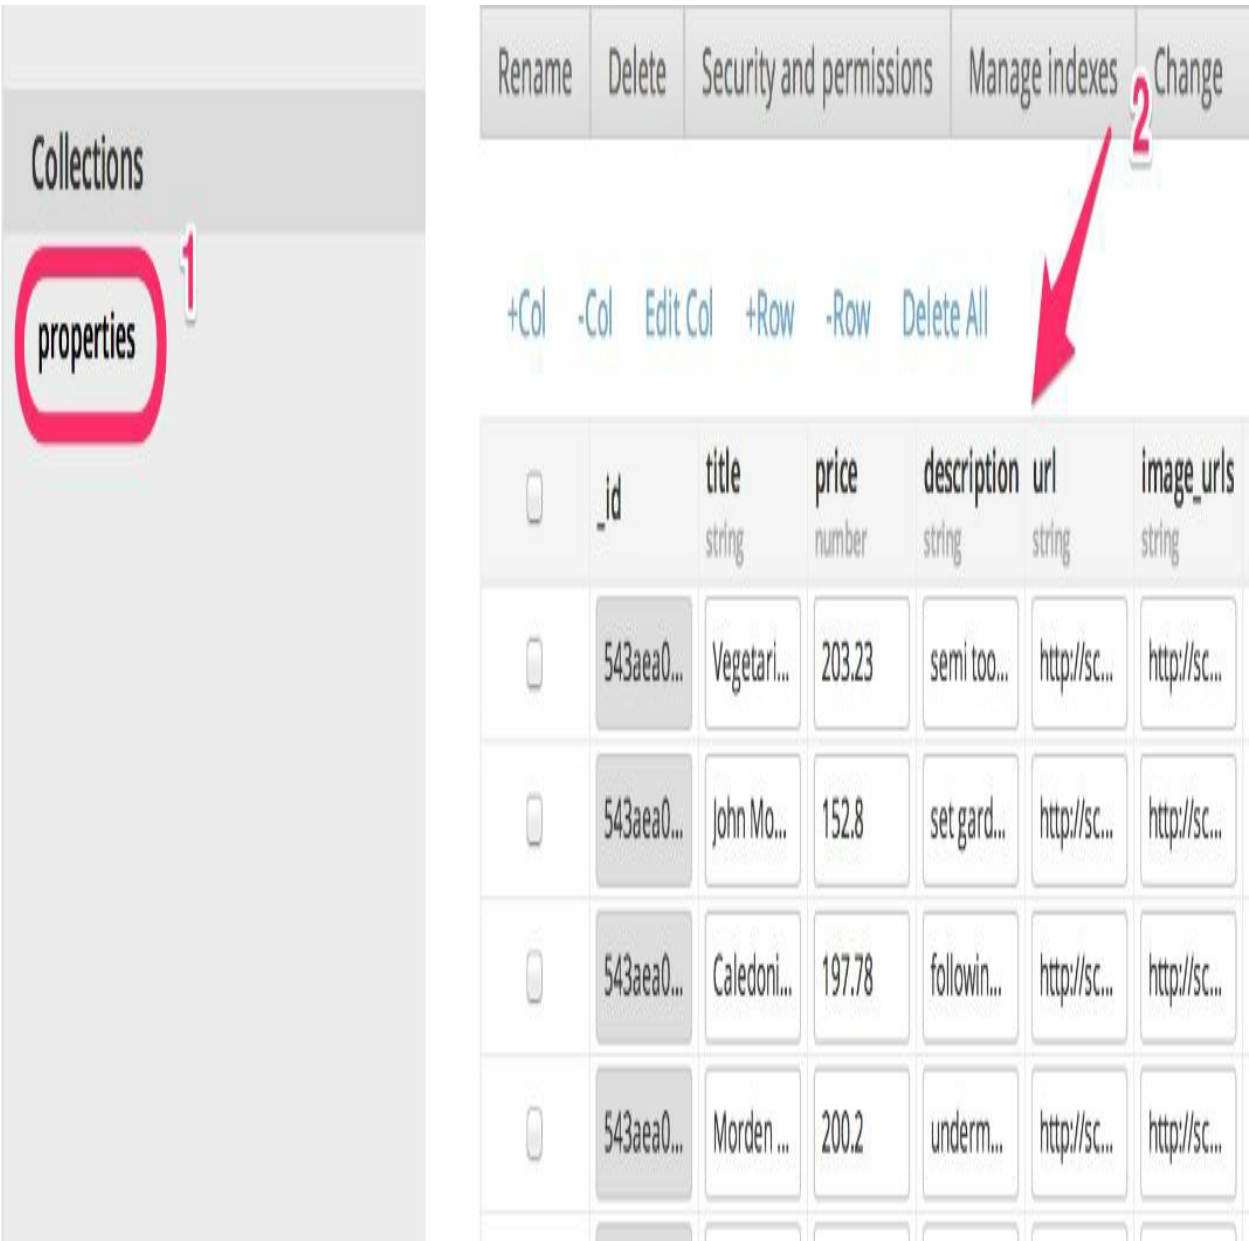 Rename Delete Security and permissions Manage indexes Change
2
Collections
1
properties
+Col -Col Edit Col +Row -Row Delete All
_id title price description url image_urls
string number string string string
543aea0... Vegetari... 203.23 semi too... http://sc... http://sc...
543aea0... John Mo... 152.8 set gard... http://sc... http://sc...
543aea0... Caledoni... 197.78 followin... http://sc... http://sc...
543aea0... Morden ... 200.2 underm... http://sc... http://sc...